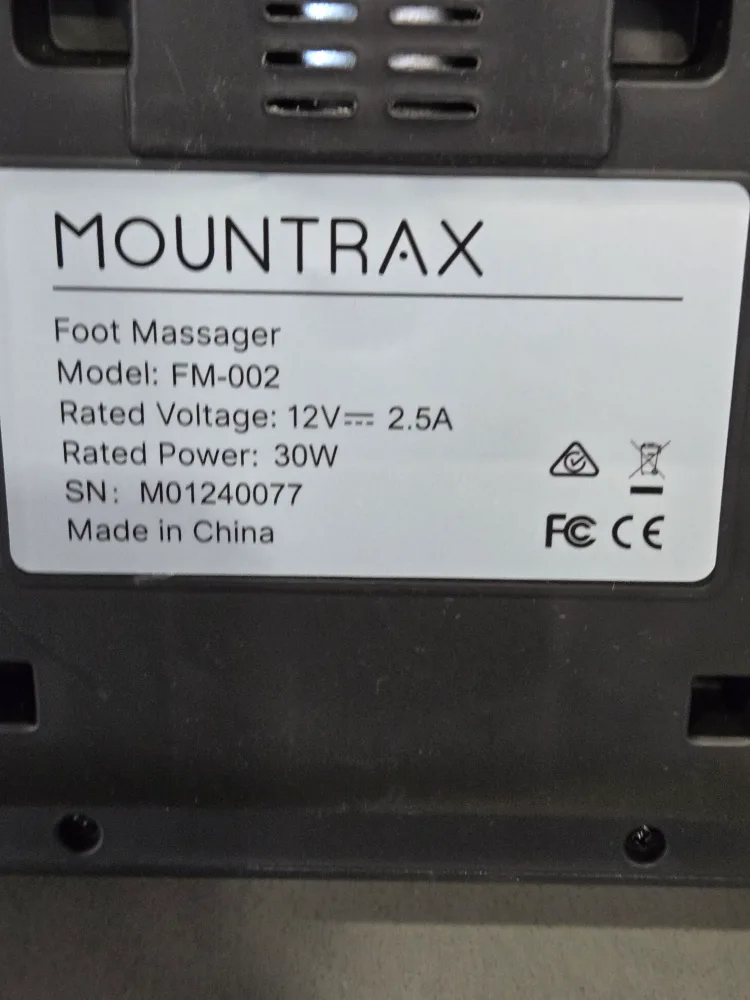 MOUNTRAX
Foot Massager
Model: FM-002
Rated Voltage: 12V⎓ 2.5A
Rated Power: 30W
SN: M01240077
Made in China
FC CE